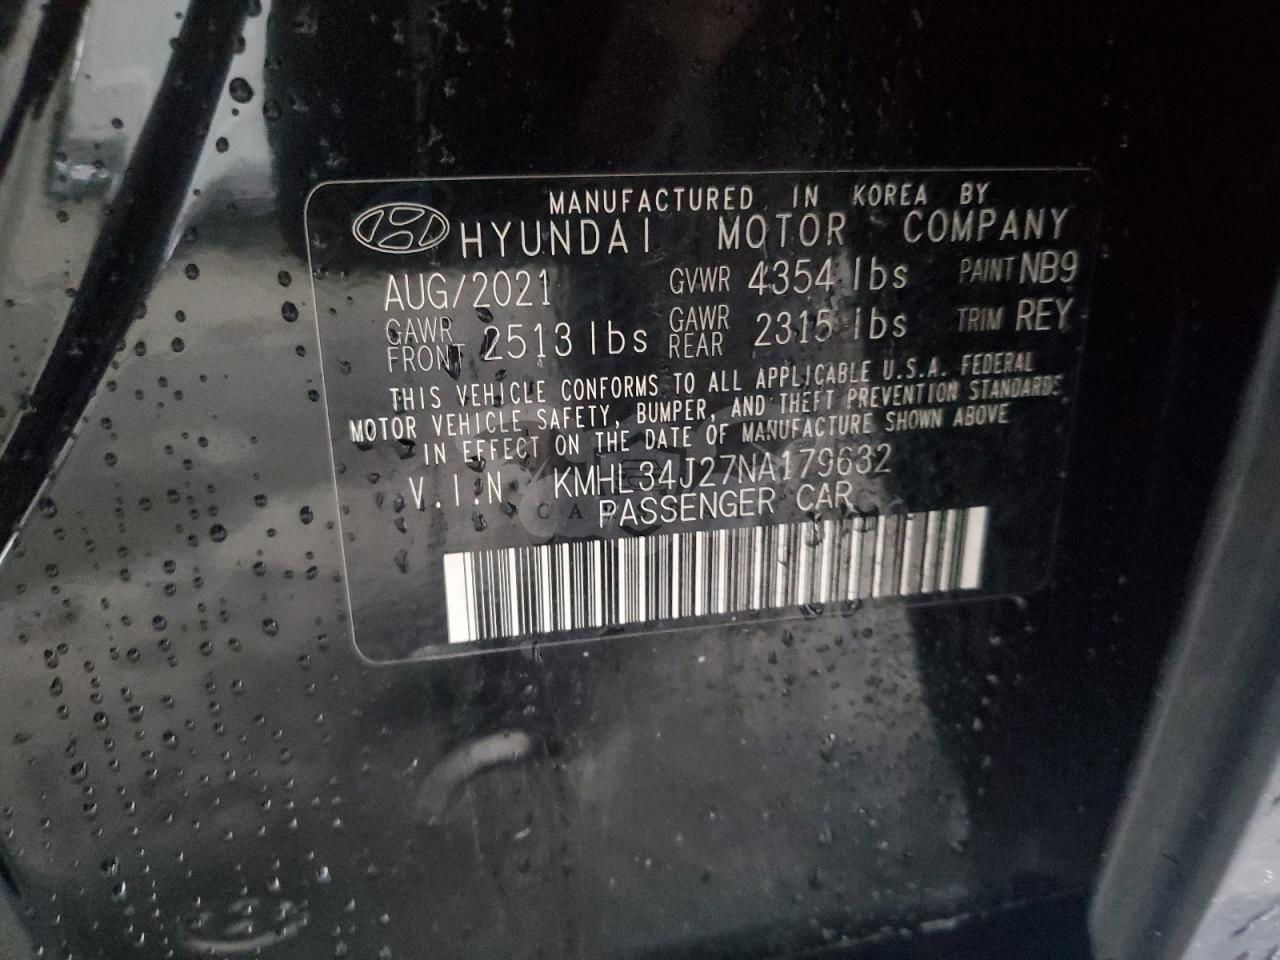 MANUFACTURED IN KOREA BY
HYUNDAI MOTOR COMPANY
AUG/2021 GVWR 4354 lbs PAINT NB9
GAWR FRONT 2513 lbs GAWR REAR 2315 lbs TRIM REY
THIS VEHICLE CONFORMS TO ALL APPLICABLE U.S.A. FEDERAL
MOTOR VEHICLE SAFETY, BUMPER, AND THEFT PREVENTION STANDARDS
IN EFFECT ON THE DATE OF MANUFACTURE SHOWN ABOVE
V.I.N KMHLE34J27NA179632
PASSENGER CAR